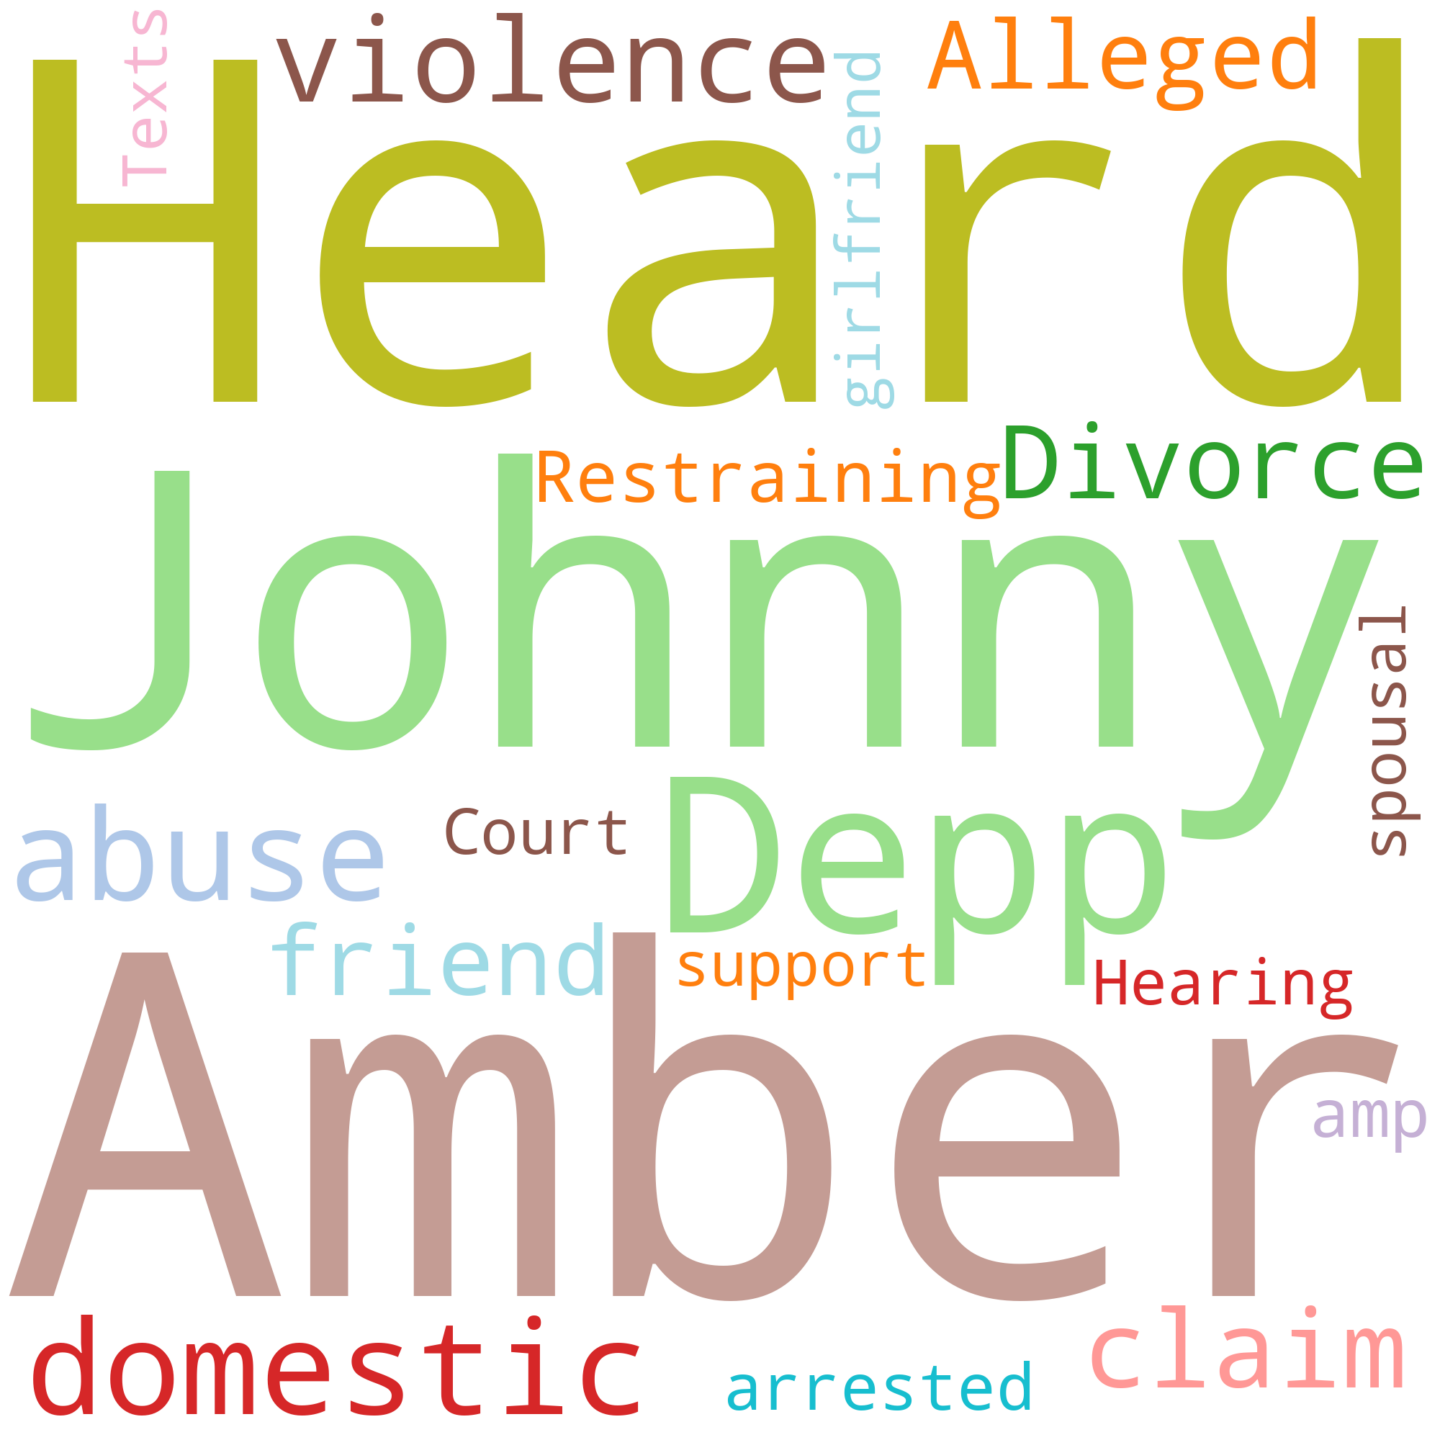 Texts
violence
Alleged
Heard
girlfriend
Restraining
Divorce
Johnny
spousal
abuse
Court
Depp
friend
support
Hearing
Amber
amp
domestic
arrested
claim